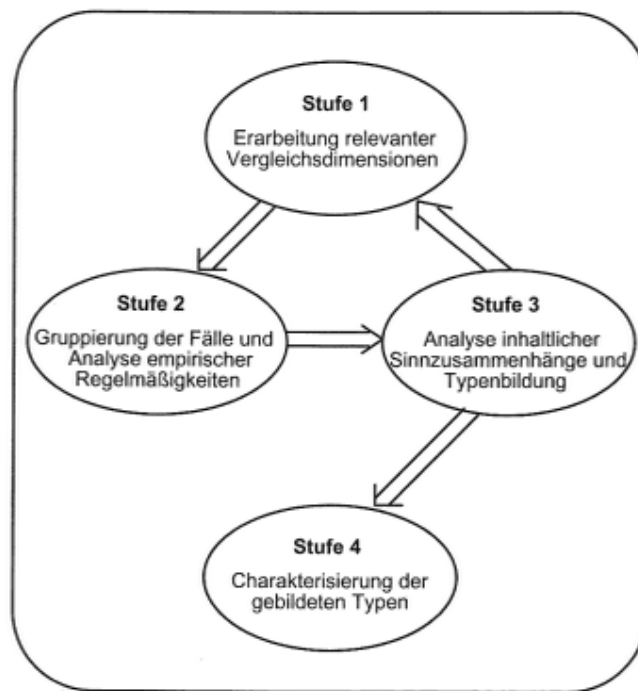 Stufe 1
Erarbeitung relevanter
Vergleichsdimensionen
Stufe 2
Gruppierung der Fälle und
Analyse empirischer
Regelmäßigkeiten
Stufe 3
Analyse inhaltlicher
Sinnzusammenhänge und
Typenbildung
Stufe 4
Charakterisierung der
gebildeten Typen